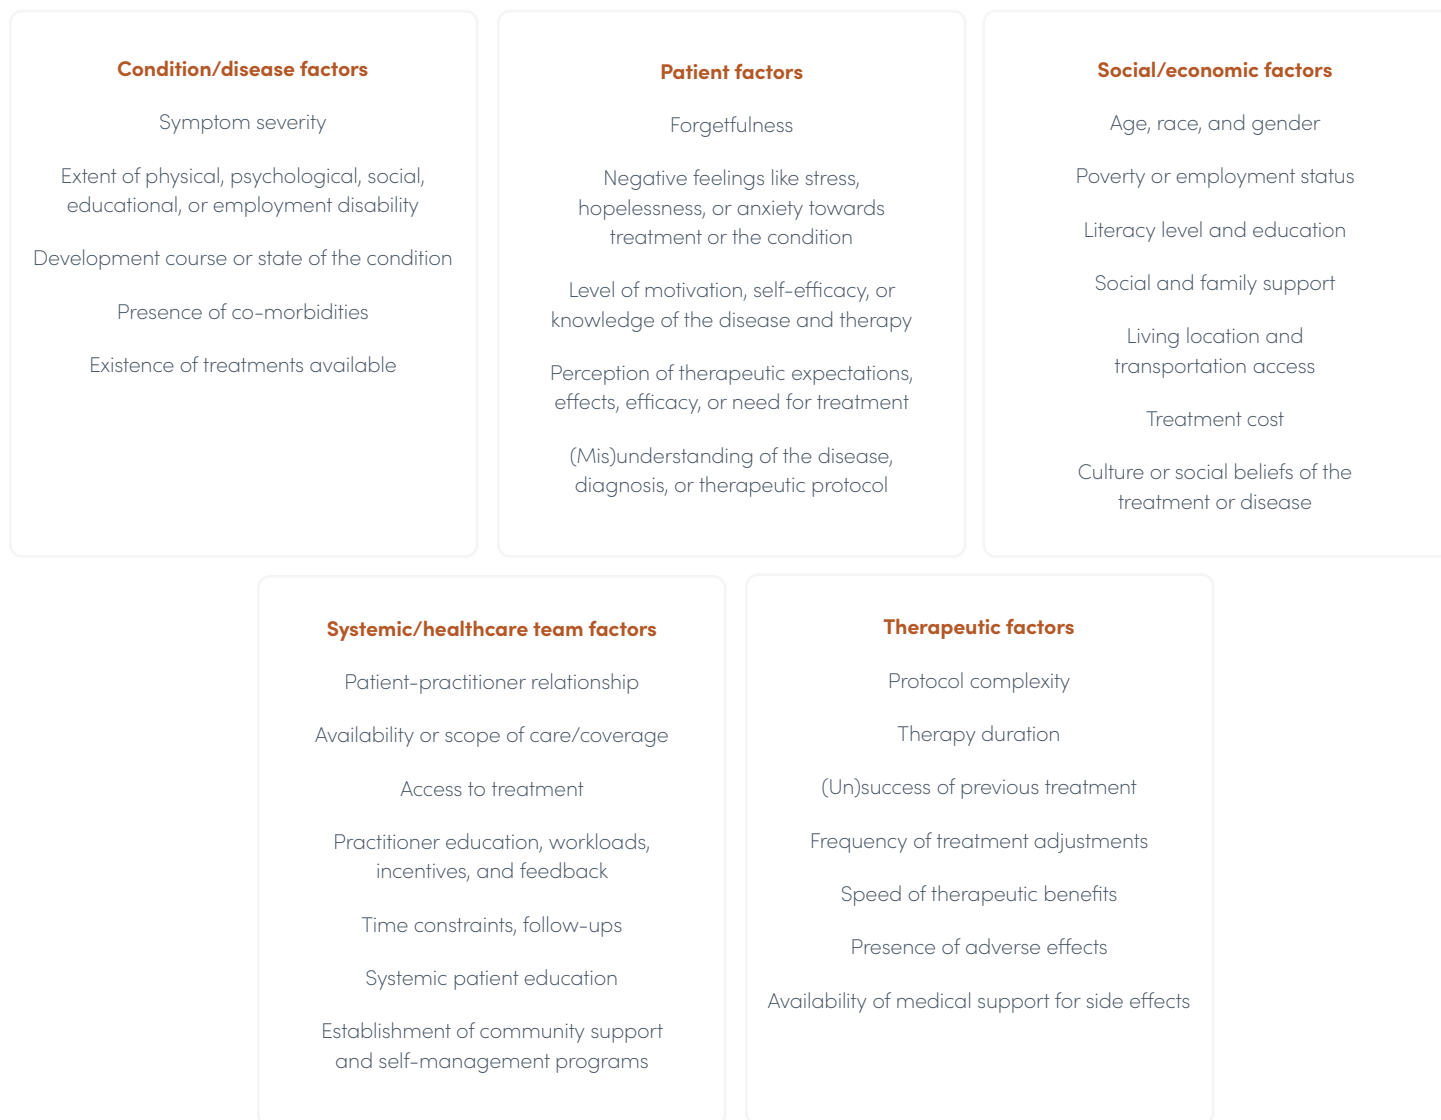 Condition/disease factors
Symptom severity
Extent of physical, psychological, social,
educational, or employment disability
Development course or state of the condition
Presence of co-morbidities
Existence of treatments available
Patient factors
Forgetfulness
Negative feelings like stress,
hopelessness, or anxiety towards
treatment or the condition
Level of motivation, self-efficacy, or
knowledge of the disease and therapy
Perception of therapeutic expectations,
effects, efficacy, or need for treatment
(Mis)understanding of the disease,
diagnosis, or therapeutic protocol
Social/economic factors
Age, race, and gender
Poverty or employment status
Literacy level and education
Social and family support
Living location and
transportation access
Treatment cost
Culture or social beliefs of the
treatment or disease
Systemic/healthcare team factors
Patient-practitioner relationship
Availability or scope of care/coverage
Access to treatment
Practitioner education, workloads,
incentives, and feedback
Time constraints, follow-ups
Systemic patient education
Establishment of community support
and self-management programs
Therapeutic factors
Protocol complexity
Therapy duration
(Un)success of previous treatment
Frequency of treatment adjustments
Speed of therapeutic benefits
Presence of adverse effects
Availability of medical support for side effects